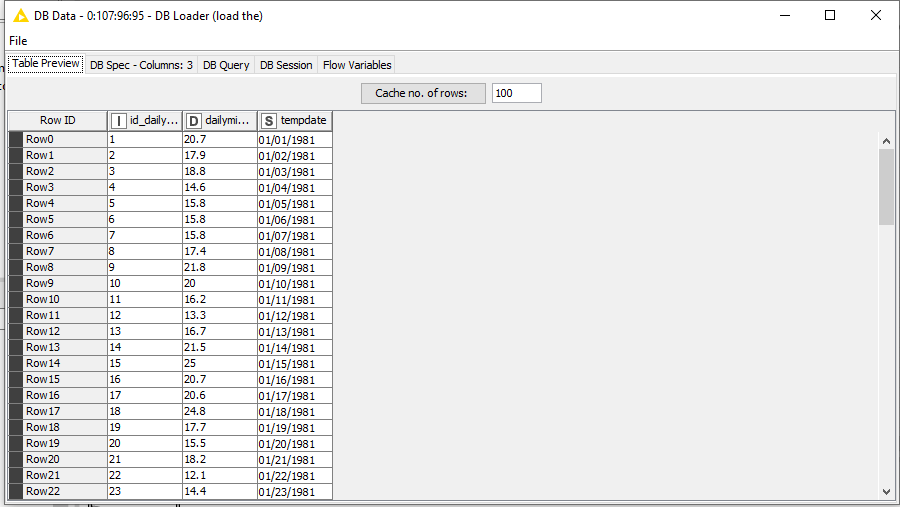 DB Data - 0:107:96:95 - DB Loader (load the)
File
Table Preview DB Spec - Columns: 3 DB Query DB Session Flow Variables
Cache no. of rows: 100
Row ID I id_daily... D dailymi... S tempdate
Row0 1 20.7 01/01/1981
Row1 2 17.9 01/02/1981
Row2 3 18.8 01/03/1981
Row3 4 14.6 01/04/1981
Row4 5 15.8 01/05/1981
Row5 6 15.8 01/06/1981
Row6 7 15.8 01/07/1981
Row7 8 17.4 01/08/1981
Row8 9 21.8 01/09/1981
Row9 10 20 01/10/1981
Row10 11 16.2 01/11/1981
Row11 12 13.3 01/12/1981
Row12 13 16.7 01/13/1981
Row13 14 21.5 01/14/1981
Row14 15 25 01/15/1981
Row15 16 20.7 01/16/1981
Row16 17 20.6 01/17/1981
Row17 18 24.8 01/18/1981
Row18 19 17.7 01/19/1981
Row19 20 15.5 01/20/1981
Row20 21 18.2 01/21/1981
Row21 22 12.1 01/22/1981
Row22 23 14.4 01/23/1981